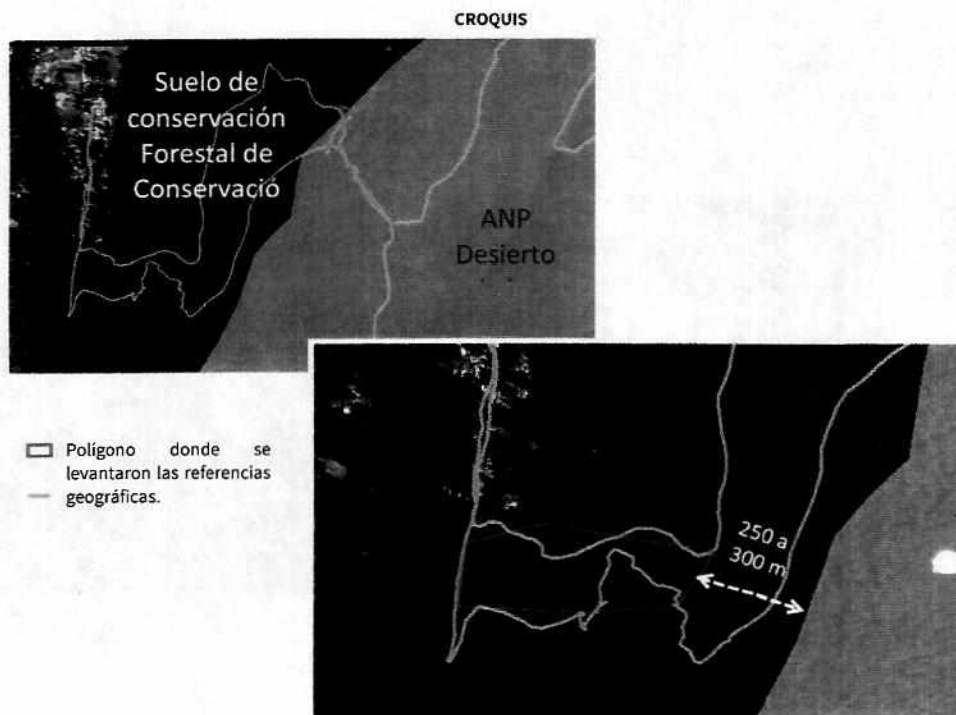 CROQUIS
Suelo de
conservación
Forestal de
Conservació
ANP
Desierto
250 a
300 m
Polígono donde se
levantaron las referencias
geográficas.